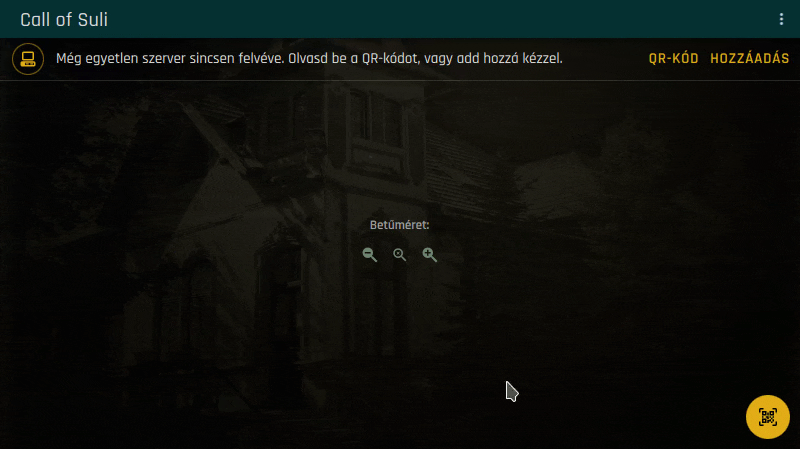 Call of Suli
Még egyetlen szerver sincsen felvéve. Olvasd be a QR-kódot, vagy add hozzá kézzel.
QR-KÓD HOZZÁADÁS
Betűméret: